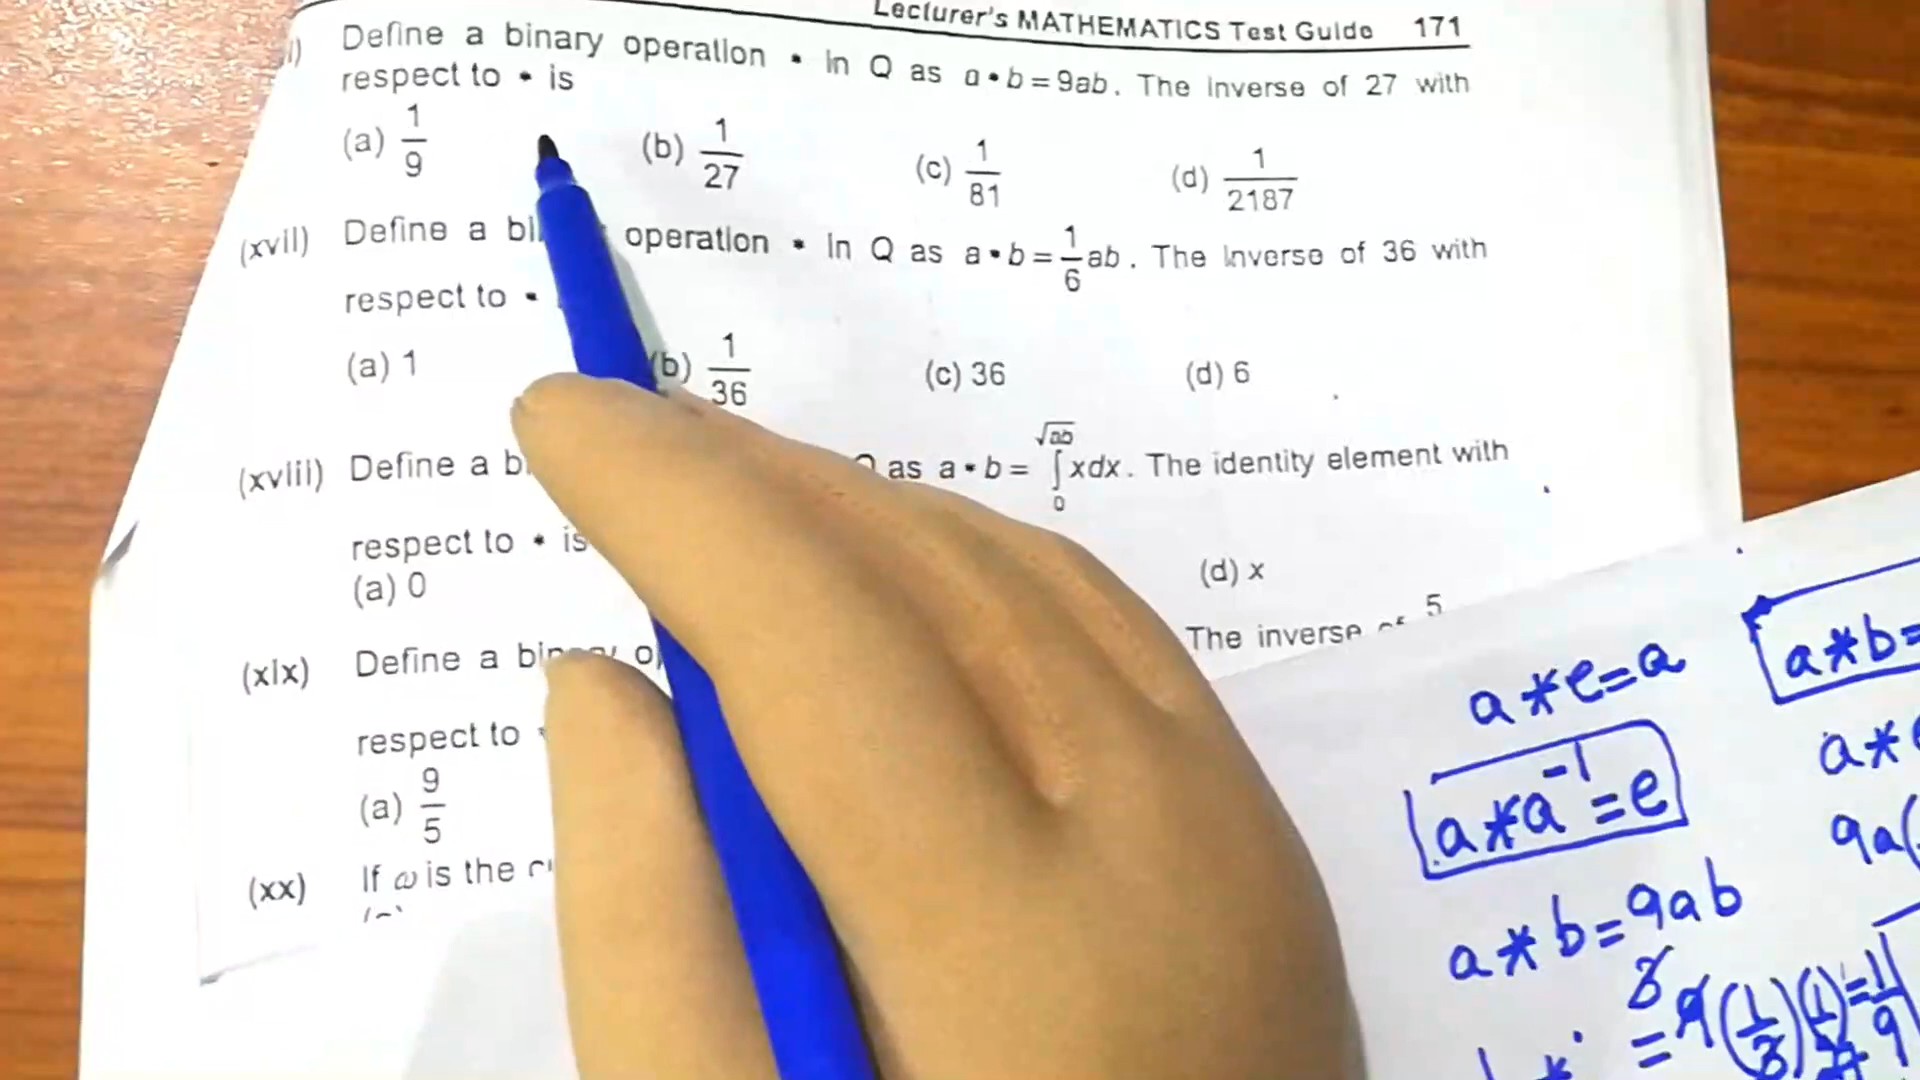 Lecturer's MATHEMATICS Test Guide 171
Define a binary operation • in Q as a•b=9ab. The inverse of 27 with
respect to • is
(a) 1/9 (b) 1/27 (c) 1/81 (d) 1/2187
(xvii) Define a operation • in Q as a•b=1/6 ab. The inverse of 36 with
respect to •
(a) 1 (b) 1/36 (c) 36 (d) 6
(xviii) Define a as a•b= ∫₀^√ab xdx. The identity element with
respect to • is
(a) 0 (d) x
(xix) Define a The inverse
respect to
(a) 9/5
(xx) If ω is the
a*e=a
a*b=
a*a⁻¹=e
a*b=9ab